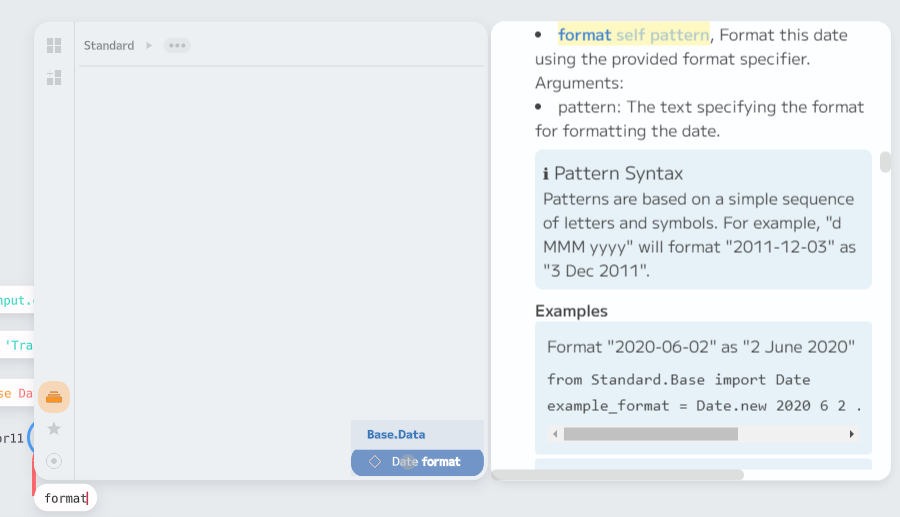 Standard
•••
format self pattern, Format this date
using the provided format specifier.
Arguments:
• pattern: The text specifying the format
for formatting the date.
ℹ Pattern Syntax
Patterns are based on a simple sequence
of letters and symbols. For example, "d
MMM yyyy" will format "2011-12-03" as
"3 Dec 2011".
Examples
Format "2020-06-02" as "2 June 2020"
from Standard.Base import Date
example_format = Date.new 2020 6 2 .
nput.
'Tra
se Da
or11
Base.Data
Date format
format